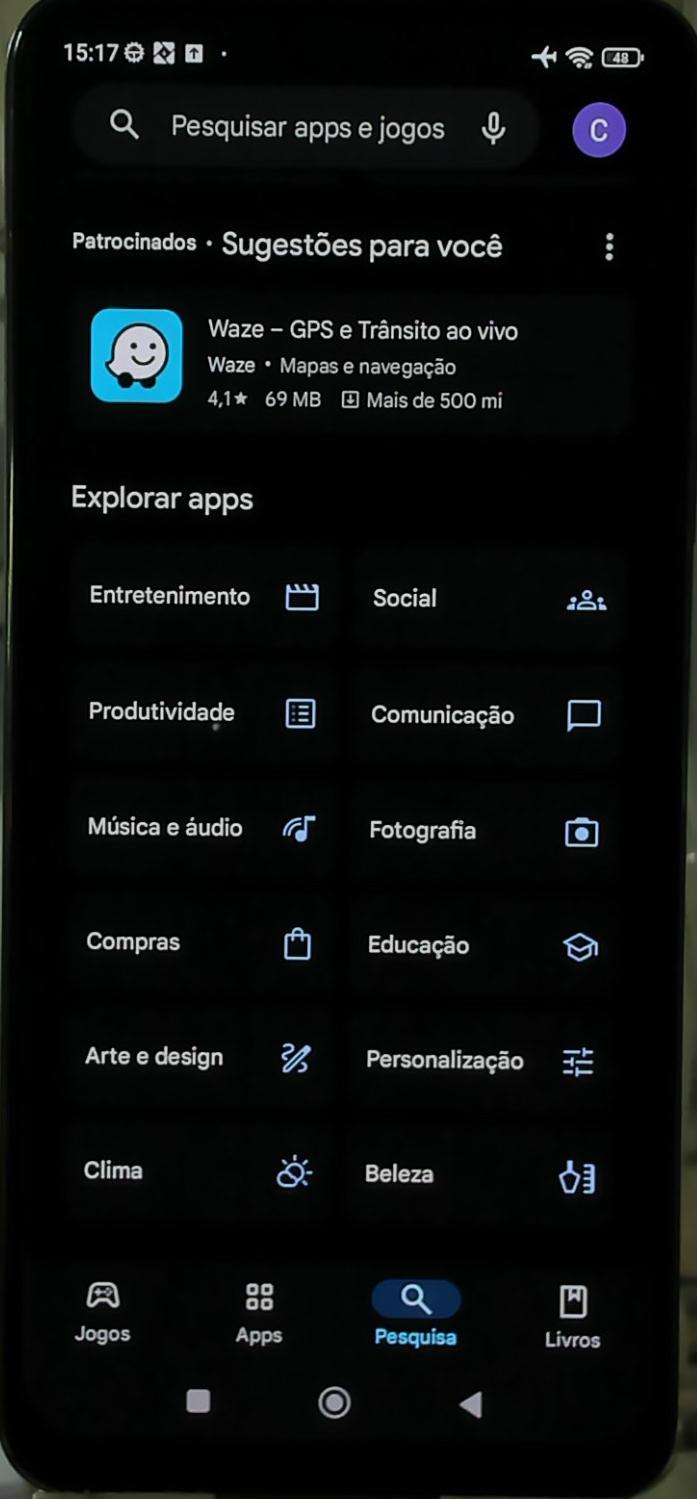 15:17
48
Pesquisar apps e jogos
C
Patrocinados • Sugestões para você
Waze – GPS e Trânsito ao vivo
Waze • Mapas e navegação
4,1★ 69 MB Mais de 500 mi
Explorar apps
Entretenimento
Social
Produtividade
Comunicação
Música e áudio
Fotografia
Compras
Educação
Arte e design
Personalização
Clima
Beleza
Jogos
Apps
Pesquisa
Livros